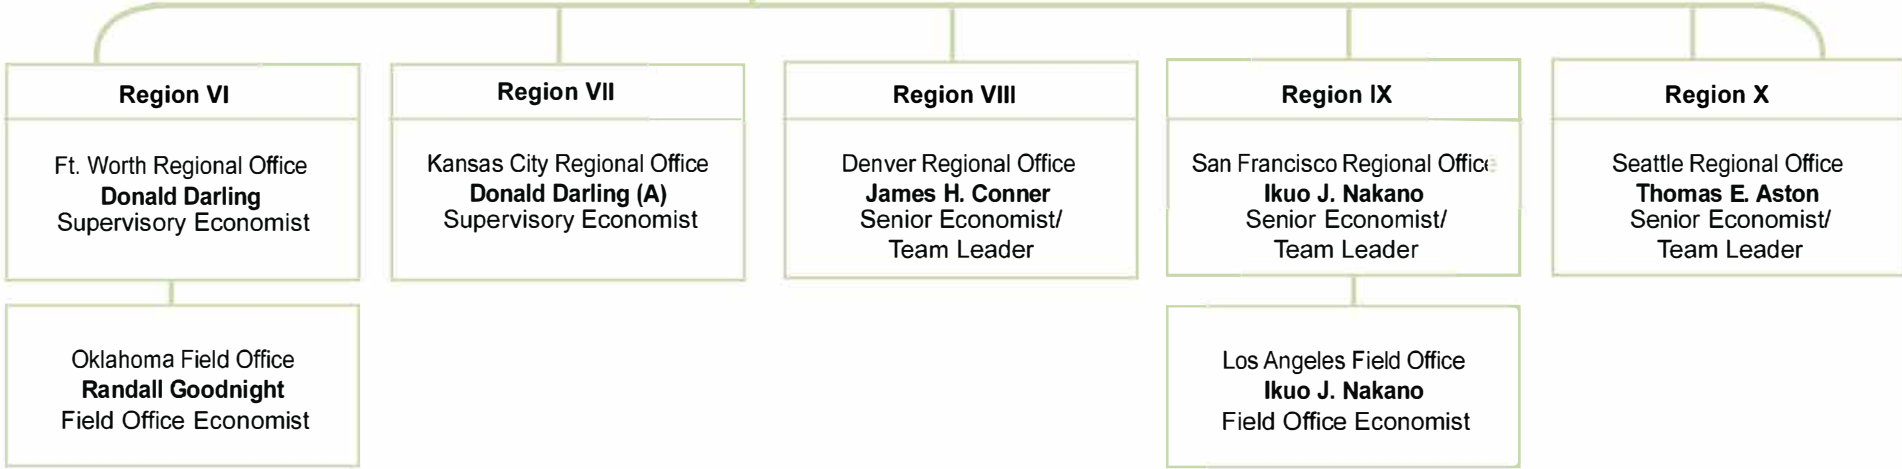 Region VI
Ft. Worth Regional Office
Donald Darling
Supervisory Economist
Oklahoma Field Office
Randall Goodnight
Field Office Economist
Region VII
Kansas City Regional Office
Donald Darling (A)
Supervisory Economist
Region VIII
Denver Regional Office
James H. Conner
Senior Economist/
Team Leader
Region IX
San Francisco Regional Office
Ikuo J. Nakano
Senior Economist/
Team Leader
Los Angeles Field Office
Ikuo J. Nakano
Field Office Economist
Region X
Seattle Regional Office
Thomas E. Aston
Senior Economist/
Team Leader